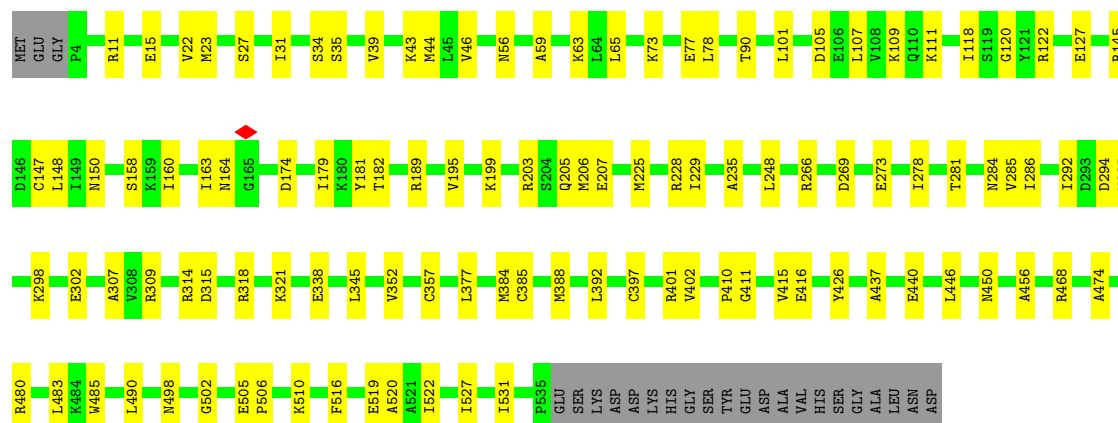 MET GLU GLY P4 R11 E15 V22 M23 S27 I31 S34 S35 V39 K43 M44 L45 V46 N56 A59 K63 L64 L65 K73 E77 L78 T90 L101 D105 E106 L107 V108 K109 Q110 K111 I118 S119 G120 Y121 R122 E127 R145
D146 C147 L148 I149 N150 S158 K159 I160 I163 N164 G165 D174 I179 K180 Y181 T182 R189 V195 K199 R203 S204 Q205 M206 E207 M225 R228 I229 A235 L248 R266 D269 E273 I278 T281 N284 V285 I286 I292 D293 D294
K298 E302 A307 V308 R309 R314 D315 R318 K321 E338 L345 V352 C357 L377 M384 C385 M388 L392 C397 R401 V402 P410 G411 V415 E416 Y426 A437 E440 L446 N450 A456 R468 A474
R480 L483 K484 W485 L490 N498 G502 E505 P506 K510 F516 E519 A520 A521 I522 I527 I531 P535 GLU SER LYS ASP ASP LYS HIS GLY SER TYR GLU ASP ALA VAL HIS SER GLY ALA LEU ASN ASP